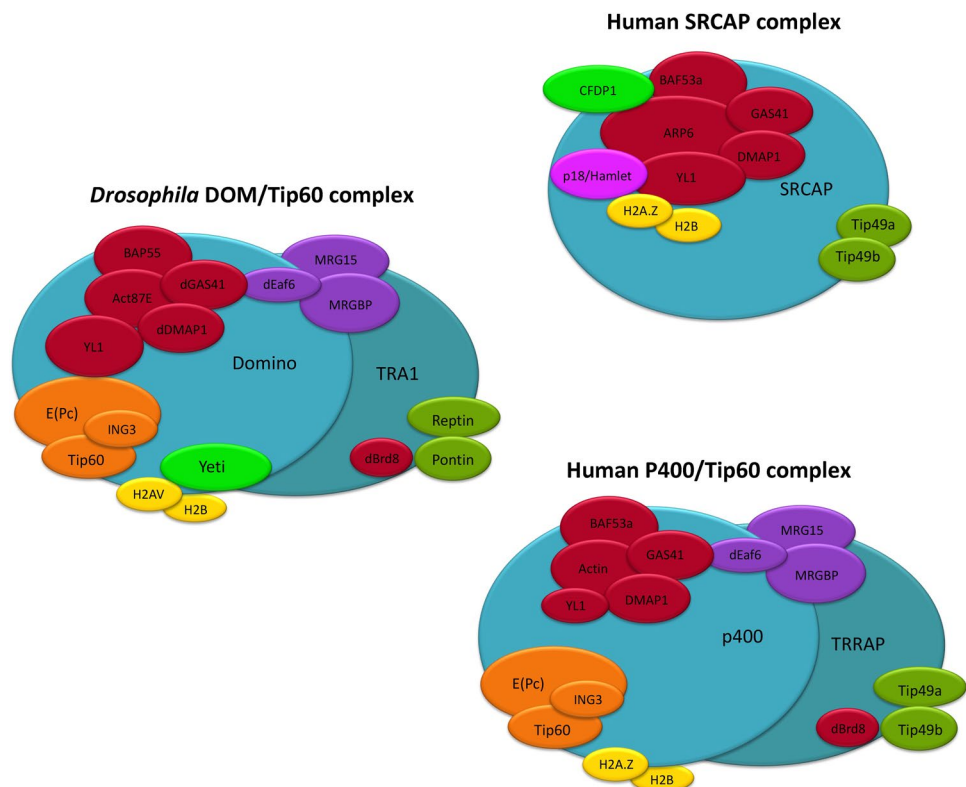 Human SRCAP complex
CFDP1
BAF53a
GAS41
ARP6
DMAP1
p18/Hamlet
YL1
SRCAP
H2A.Z
H2B
Tip49a
Tip49b
Drosophila DOM/Tip60 complex
BAP55
MRG15
dGAS41
dEaf6
Act87E
MRGBP
dDMAP1
YL1
Domino
TRA1
E(Pc)
ING3
Reptin
Tip60
dBrd8
Pontin
Yeti
H2AV
H2B
Human P400/Tip60 complex
BAF53a
MRG15
GAS41
dEaf6
Actin
MRGBP
YL1
DMAP1
p400
TRRAP
E(Pc)
ING3
Tip49a
Tip60
dBrd8
Tip49b
H2A.Z
H2B